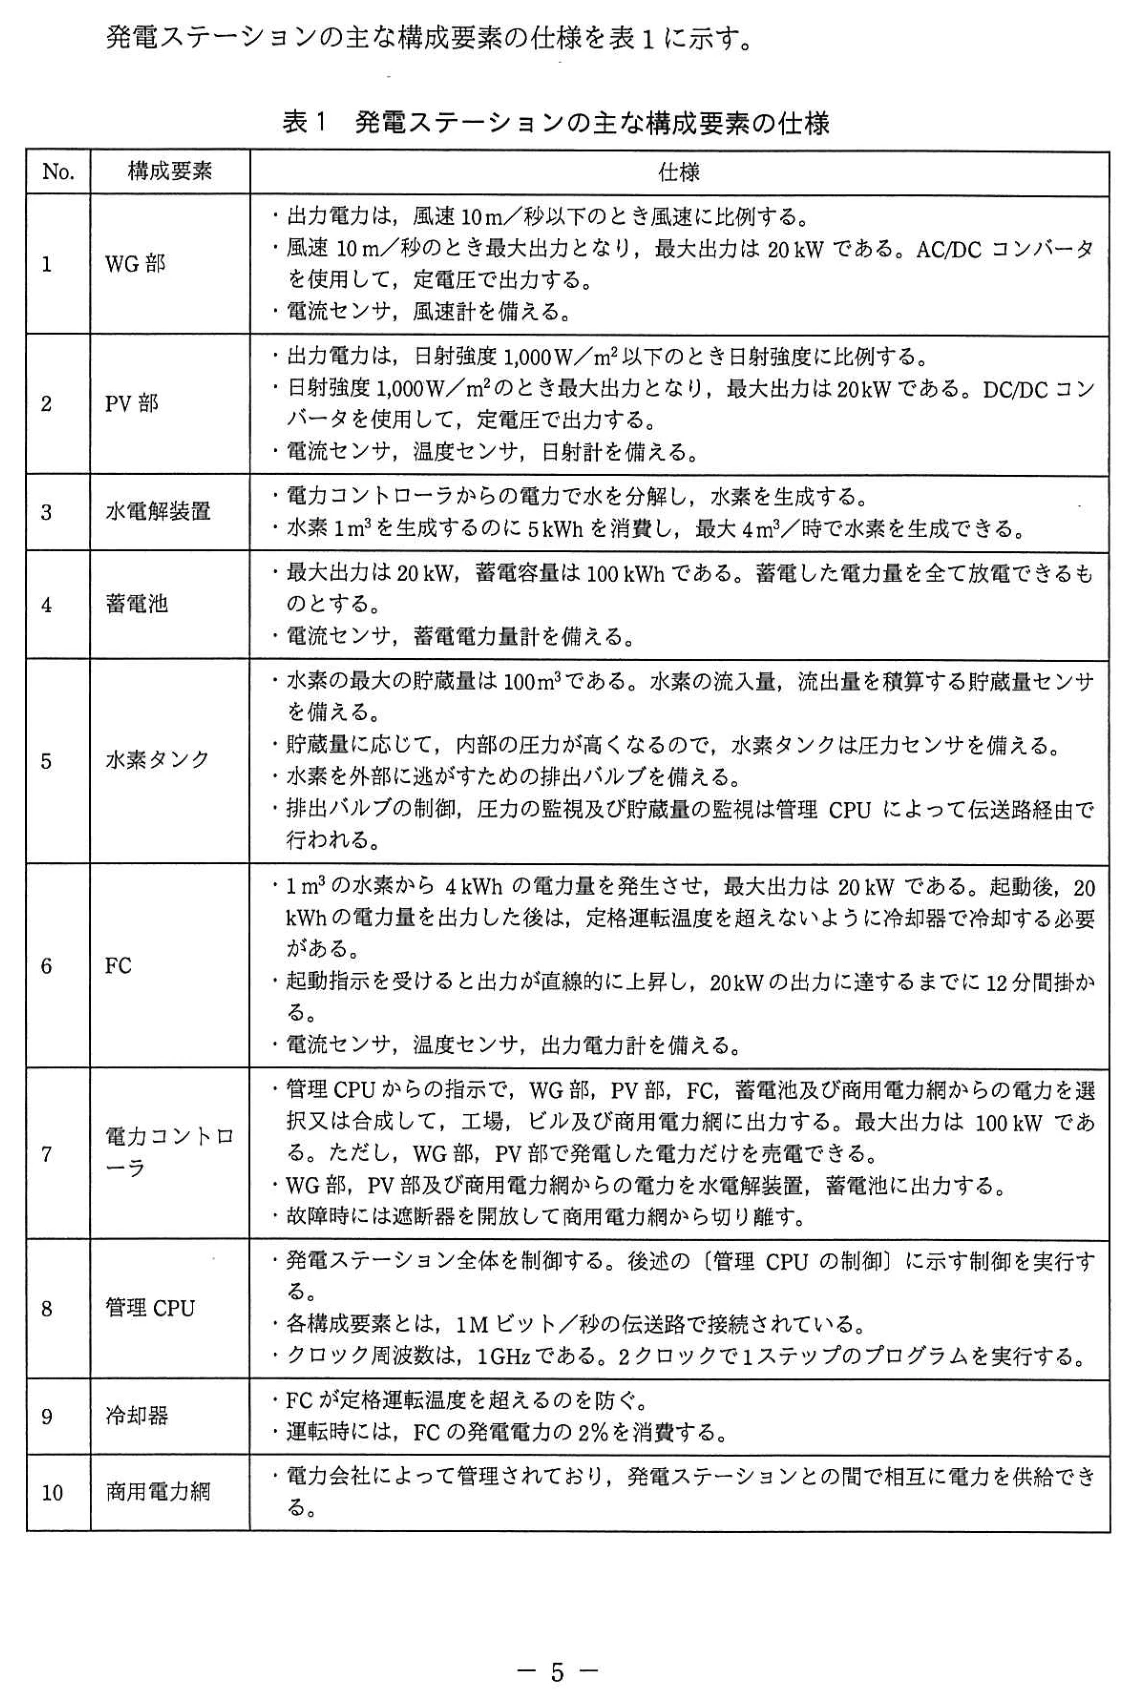 発電ステーションの主な構成要素の仕様を表1に示す。
表1　発電ステーションの主な構成要素の仕様
No.　構成要素　仕様
1　WG部
・出力電力は，風速10m／秒以下のとき風速に比例する。
・風速10m／秒のとき最大出力となり，最大出力は20kWである。AC/DCコンバータ
を使用して，定電圧で出力する。
・電流センサ，風速計を備える。
2　PV部
・出力電力は，日射強度1,000W／m²以下のとき日射強度に比例する。
・日射強度1,000W／m²のとき最大出力となり，最大出力は20kWである。DC/DCコン
バータを使用して，定電圧で出力する。
・電流センサ，温度センサ，日射計を備える。
3　水電解装置
・電力コントローラからの電力で水を分解し，水素を生成する。
・水素1m³を生成するのに5kWhを消費し，最大4m³／時で水素を生成できる。
4　蓄電池
・最大出力は20kW，蓄電容量は100kWhである。蓄電した電力量を全て放電できるも
のとする。
・電流センサ，蓄電電力量計を備える。
5　水素タンク
・水素の最大の貯蔵量は100m³である。水素の流入量，流出量を積算する貯蔵量センサ
を備える。
・貯蔵量に応じて，内部の圧力が高くなるので，水素タンクは圧力センサを備える。
・水素を外部に逃がすための排出バルブを備える。
・排出バルブの制御，圧力の監視及び貯蔵量の監視は管理CPUによって伝送路経由で
行われる。
6　FC
・1m³の水素から4kWhの電力量を発生させ，最大出力は20kWである。起動後，20
kWhの電力量を出力した後は，定格運転温度を超えないように冷却器で冷却する必要
がある。
・起動指示を受けると出力が直線的に上昇し，20kWの出力に達するまでに12分間掛か
る。
・電流センサ，温度センサ，出力電力計を備える。
7　電力コントロ
ーラ
・管理CPUからの指示で，WG部，PV部，FC，蓄電池及び商用電力網からの電力を選
択又は合成して，工場，ビル及び商用電力網に出力する。最大出力は100kWであ
る。ただし，WG部，PV部で発電した電力だけを売電できる。
・WG部，PV部及び商用電力網からの電力を水電解装置，蓄電池に出力する。
・故障時には遮断器を開放して商用電力網から切り離す。
8　管理CPU
・発電ステーション全体を制御する。後述の〔管理CPUの制御〕に示す制御を実行す
る。
・各構成要素とは，1Mビット／秒の伝送路で接続されている。
・クロック周波数は，1GHzである。2クロックで1ステップのプログラムを実行する。
9　冷却器
・FCが定格運転温度を超えるのを防ぐ。
・運転時には，FCの発電電力の2%を消費する。
10　商用電力網
・電力会社によって管理されており，発電ステーションとの間で相互に電力を供給でき
る。
－ 5 －